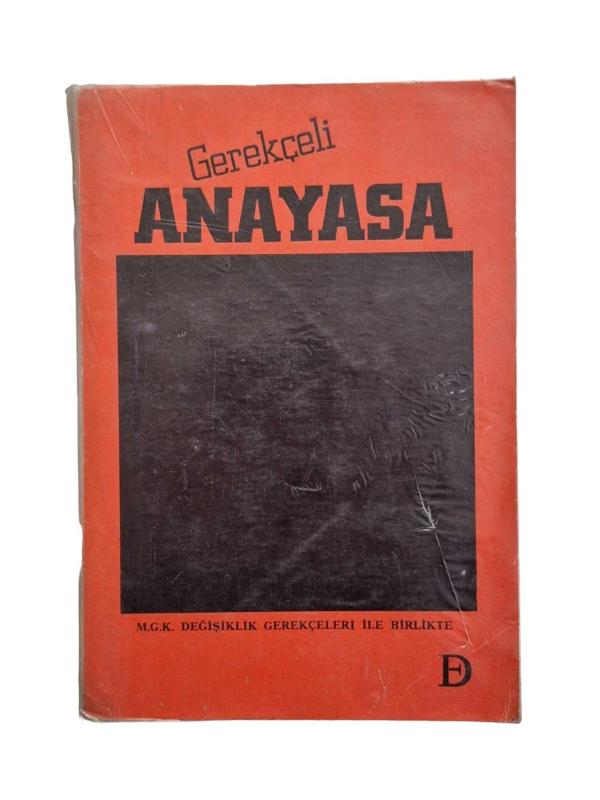 Gerekçeli
ANAYASA
M.G.K. DEĞİŞİKLİK GEREKÇELERİ İLE BİRLİKTE